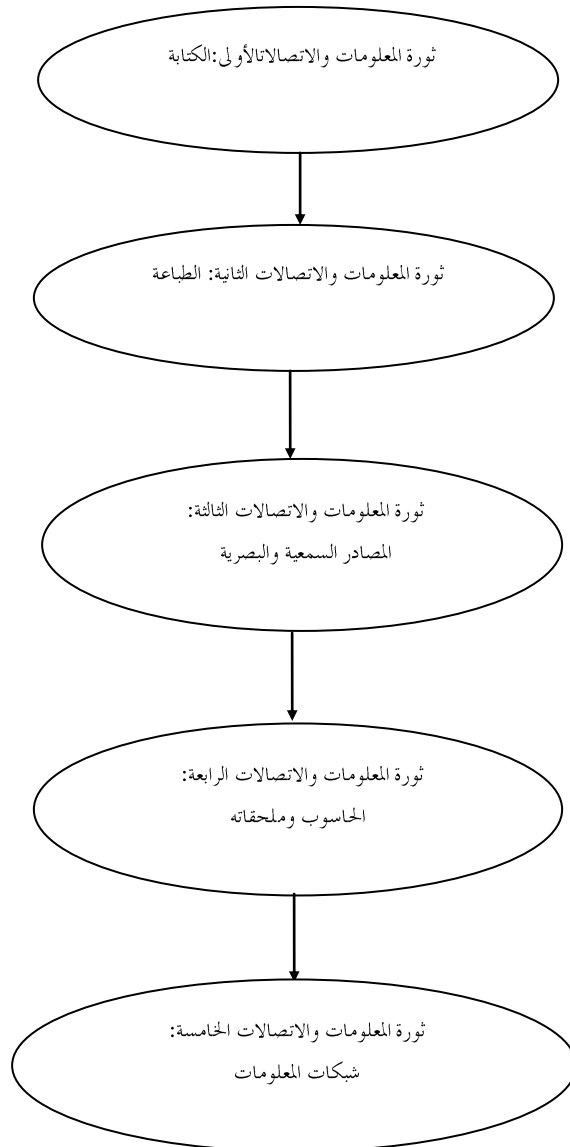 ثورة المعلومات والاتصالاتالأولى:الكتابة
ثورة المعلومات والاتصالات الثانية: الطباعة
ثورة المعلومات والاتصالات الثالثة:
المصادر السمعية والبصرية
ثورة المعلومات والاتصالات الرابعة:
الحاسوب وملحقاته
ثورة المعلومات والاتصالات الخامسة:
شبكات المعلومات